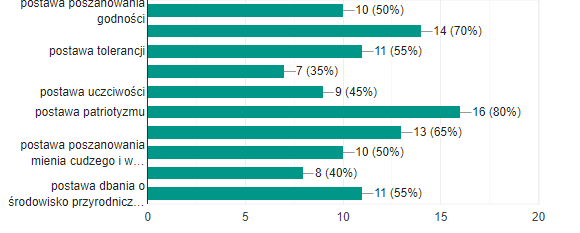 postawa poszanowania
godności
10 (50%)
14 (70%)
postawa tolerancji
11 (55%)
7 (35%)
postawa uczciwości
9 (45%)
postawa patriotyzmu
16 (80%)
13 (65%)
postawa poszanowania
mienia cudzego i w…
10 (50%)
8 (40%)
postawa dbania o
środowisko przyrodnicz…
11 (55%)
0 5 10 15 20